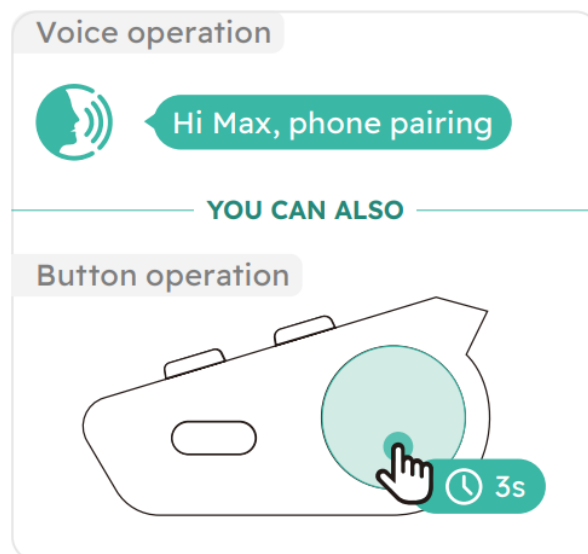 Voice operation
Hi Max, phone pairing
YOU CAN ALSO
Button operation
3s